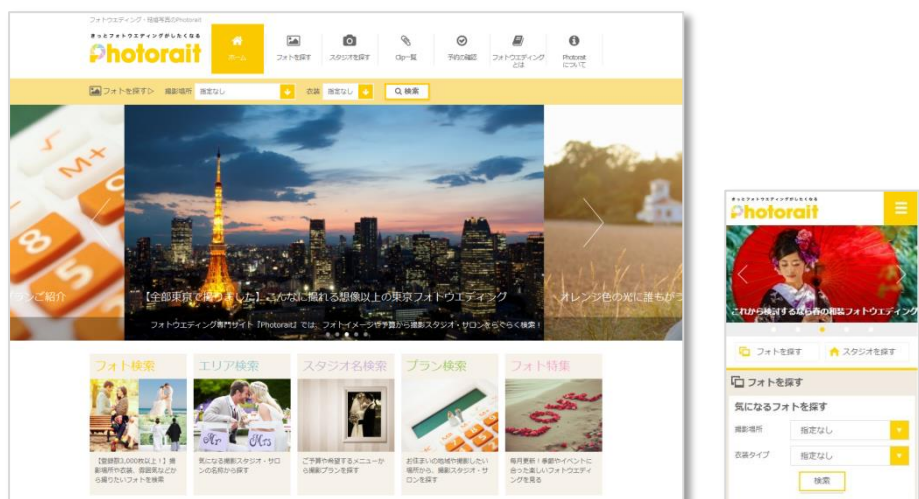 フォトウエディング・結婚写真のPhotorait
きっとフォトウエディングがしたくなる
Photorait
ホーム
フォトを探す
スタジオを探す
Clip一覧
予約の確認
フォトウエディング
とは
Photorait
について
フォトを探す▷ 撮影場所 指定なし 衣装 指定なし 検索
M+
8
5
ランご紹介
【全部東京で撮りました】こんなに撮れる想像以上の東京フォトウエディング
オレンジ色の光に誰もがう
フォトウエディング専門サイト『Photorait』では、フォトイメージや予算から撮影スタジオ・サロンをらくらく検索!
フォト検索
【登録数3,000枚以上!】撮
影場所や衣装、雰囲気などか
ら撮りたいフォトを検索
エリア検索
Mr
Mrs
気になる撮影スタジオ・サロ
ンの名称から探す
スタジオ名検索
ご予算や希望するメニューか
ら撮影プランを探す
プラン検索
お住まいの地域や撮影したい
場所から、撮影スタジオ・サ
ロンを探す
フォト特集
LOVE
毎月更新!季節やイベントに
合った楽しいフォトウエディ
ングを見る
きっとフォトウエディングがしたくなる
Photorait
これから検討するなら春の和装フォトウエディング
フォトを探す
スタジオを探す
フォトを探す
気になるフォトを探す
撮影場所 指定なし
衣装タイプ 指定なし
検索